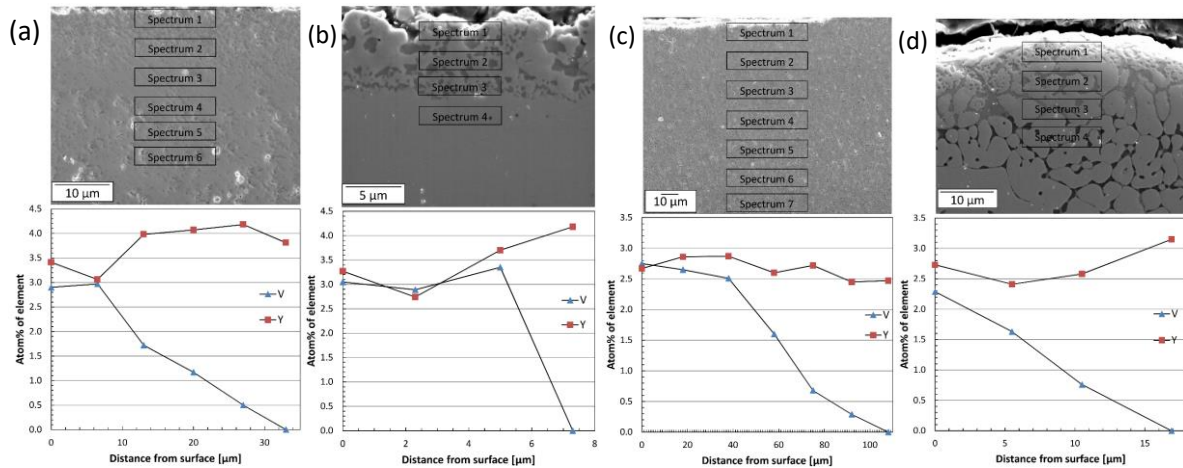 (a)
Spectrum 1
Spectrum 2
Spectrum 3
Spectrum 4
Spectrum 5
Spectrum 6
10 µm
4.5
4.0
3.5
3.0
2.5
2.0
1.5
1.0
0.5
0.0
Atom% of element
V
Y
0 10 20 30
Distance from surface [µm]
(b)
Spectrum 1
Spectrum 2
Spectrum 3
Spectrum 4
5 µm
4.5
4.0
3.5
3.0
2.5
2.0
1.5
1.0
0.5
0.0
Atom% of element
V
Y
0 2 4 6 8
Distance from surface [µm]
(c)
Spectrum 1
Spectrum 2
Spectrum 3
Spectrum 4
Spectrum 5
Spectrum 6
Spectrum 7
10 µm
3.5
3.0
2.5
2.0
1.5
1.0
0.5
0.0
Atom% of element
V
Y
0 20 40 60 80 100
Distance from surface [µm]
(d)
Spectrum 1
Spectrum 2
Spectrum 3
Spectrum 4
10 µm
3.5
3.0
2.5
2.0
1.5
1.0
0.5
0.0
Atom% of element
V
Y
0 5 10 15
Distance from surface [µm]